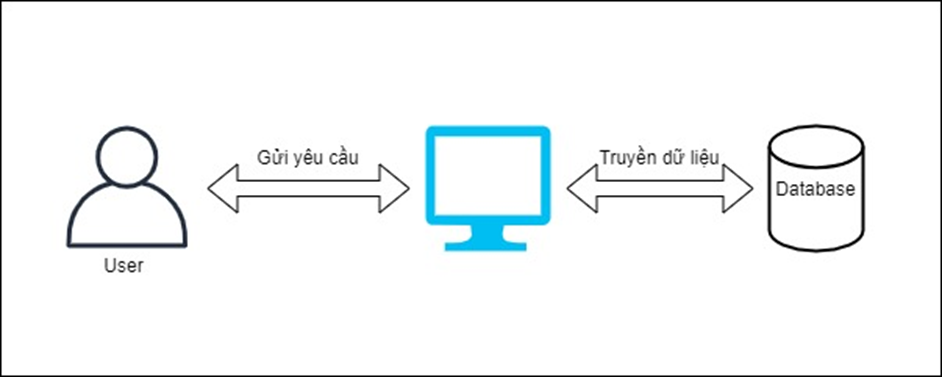 Gửi yêu cầu
Truyền dữ liệu
Database
User